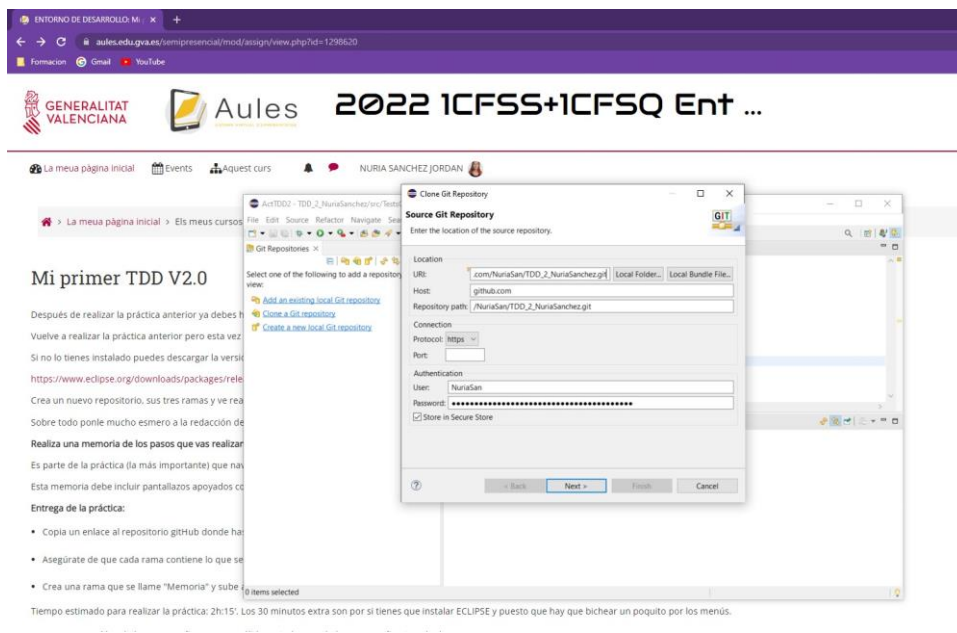 ENTORNO DE DESARROLLO: Mi
aules.edu.gva.es/semipresencial/mod/assign/view.php?id=1298620
Formacion Gmail YouTube
GENERALITAT
VALENCIANA
Aules
2022 1CFSS+1CFSQ Ent ...
La meua pàgina inicial Events Aquest curs NURIA SANCHEZ JORDAN
La meua pàgina inicial > Els meus cursos
Mi primer TDD V2.0
Después de realizar la práctica anterior ya debes
Vuelve a realizar la práctica anterior pero esta vez
Si no lo tienes instalado puedes descargar la
https://www.eclipse.org/downloads/packages/rele
Crea un nuevo repositorio, sus tres ramas y ve
Sobre todo ponle mucho esmero a la redacción de
Realiza una memoria de los pasos que vas realizar
Es parte de la práctica (la más importante) que
Esta memoria debe incluir pantallazos apoyados
Entrega de la práctica:
• Copia un enlace al repositorio gitHub donde
• Asegúrate de que cada rama contiene lo que se
• Crea una rama que se llame "Memoria" y sube
Tiempo estimado para realizar la práctica: 2h:15'. Los 30 minutos extra son por si tienes que instalar ECLIPSE y puesto que hay que bichear un poquito por los menús.
ActTDD2 - TDD_2_NuriaSanchez/src/Tests
File Edit Source Refactor Navigate Sea
Git Repositories
Select one of the following to add a repository
view:
Add an existing local Git repository
Clone a Git repository
Create a new local Git repository
0 items selected
Clone Git Repository
Source Git Repository
Enter the location of the source repository.
GIT
Location
URI: .com/NuriaSan/TDD_2_NuriaSanchez.git Local Folder... Local Bundle File...
Host: github.com
Repository path: /NuriaSan/TDD_2_NuriaSanchez.git
Connection
Protocol: https
Port:
Authentication
User: NuriaSan
Password:
Store in Secure Store
< Back Next > Finish Cancel